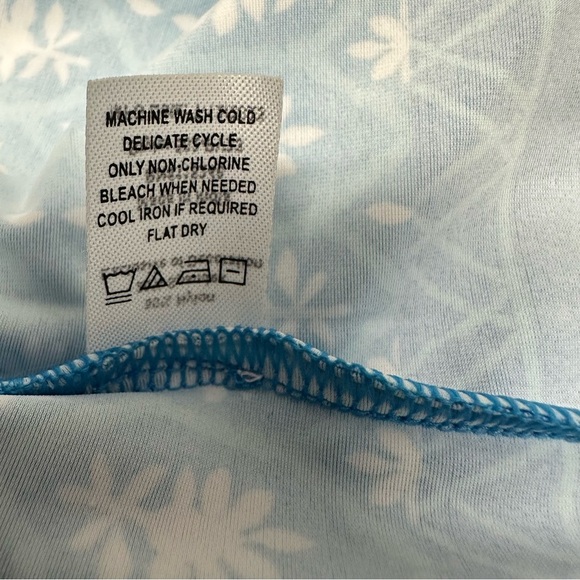 MACHINE WASH COLD
DELICATE CYCLE
ONLY NON-CHLORINE
BLEACH WHEN NEEDED
COOL IRON IF REQUIRED
FLAT DRY